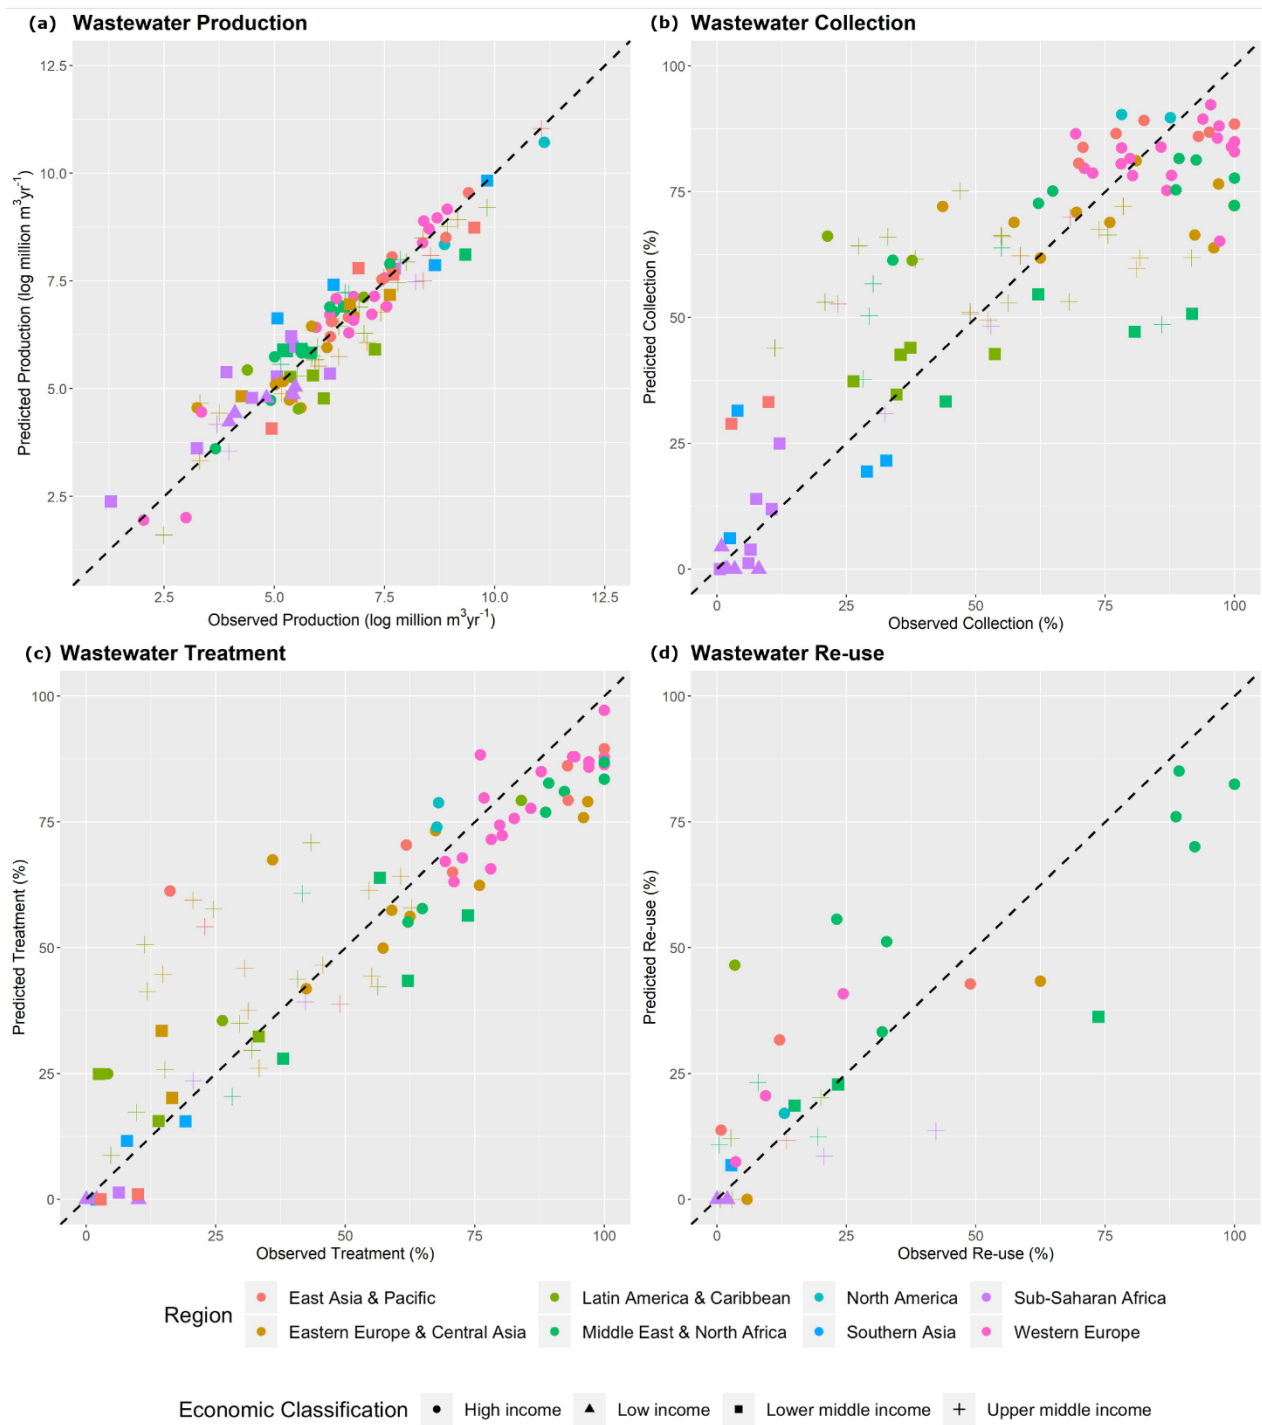 (a) Wastewater Production
(b) Wastewater Collection
12.5
10.0
7.5
5.0
2.5
Predicted Production (log million m³yr⁻¹)
2.5 5.0 7.5 10.0 12.5
Observed Production (log million m³yr⁻¹)
100
75
50
25
0
Predicted Collection (%)
0 25 50 75 100
Observed Collection (%)
(c) Wastewater Treatment
(d) Wastewater Re-use
100
75
50
25
0
Predicted Treatment (%)
0 25 50 75 100
Observed Treatment (%)
100
75
50
25
0
Predicted Re-use (%)
0 25 50 75 100
Observed Re-use (%)
Region
East Asia & Pacific Latin America & Caribbean North America Sub-Saharan Africa
Eastern Europe & Central Asia Middle East & North Africa Southern Asia Western Europe
Economic Classification High income Low income Lower middle income Upper middle income